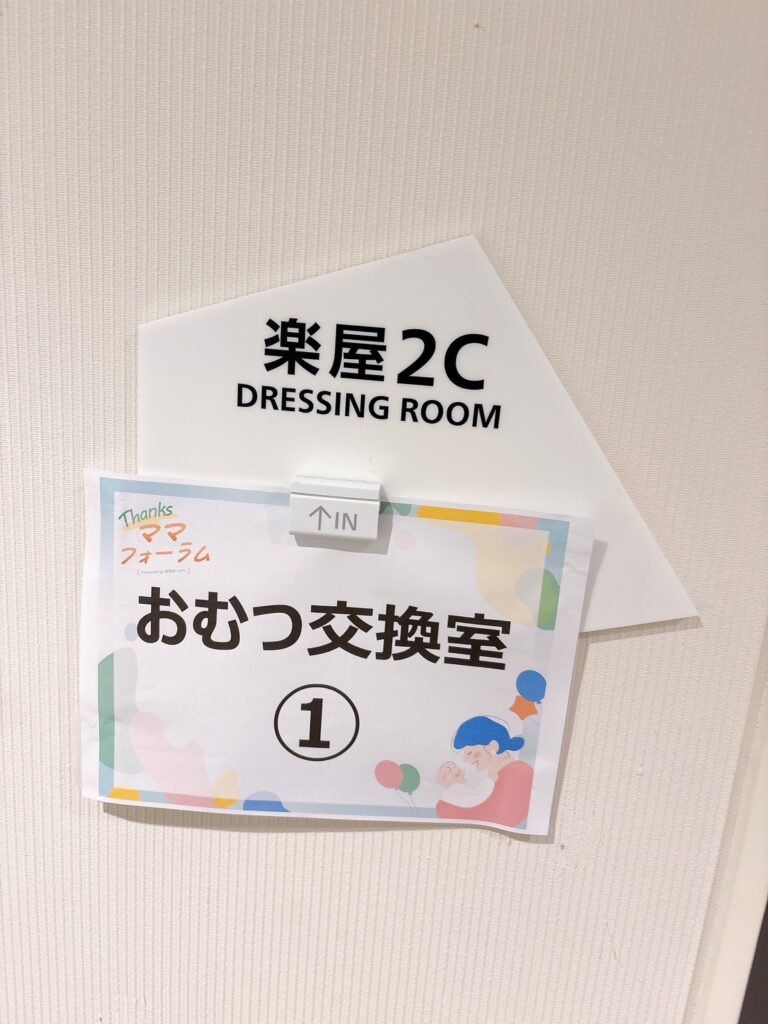 楽屋2C
DRESSING ROOM
↑IN
Thanks
ママ
フォーラム
おむつ交換室
①